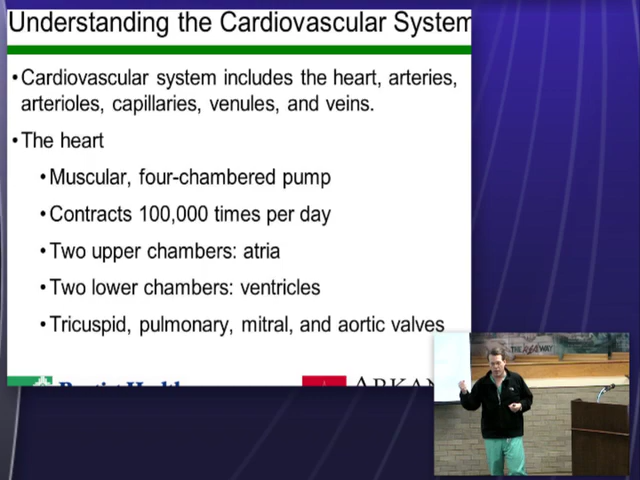 Understanding the Cardiovascular System
•Cardiovascular system includes the heart, arteries,
arterioles, capillaries, venules, and veins.
•The heart
•Muscular, four-chambered pump
•Contracts 100,000 times per day
•Two upper chambers: atria
•Two lower chambers: ventricles
•Tricuspid, pulmonary, mitral, and aortic valves